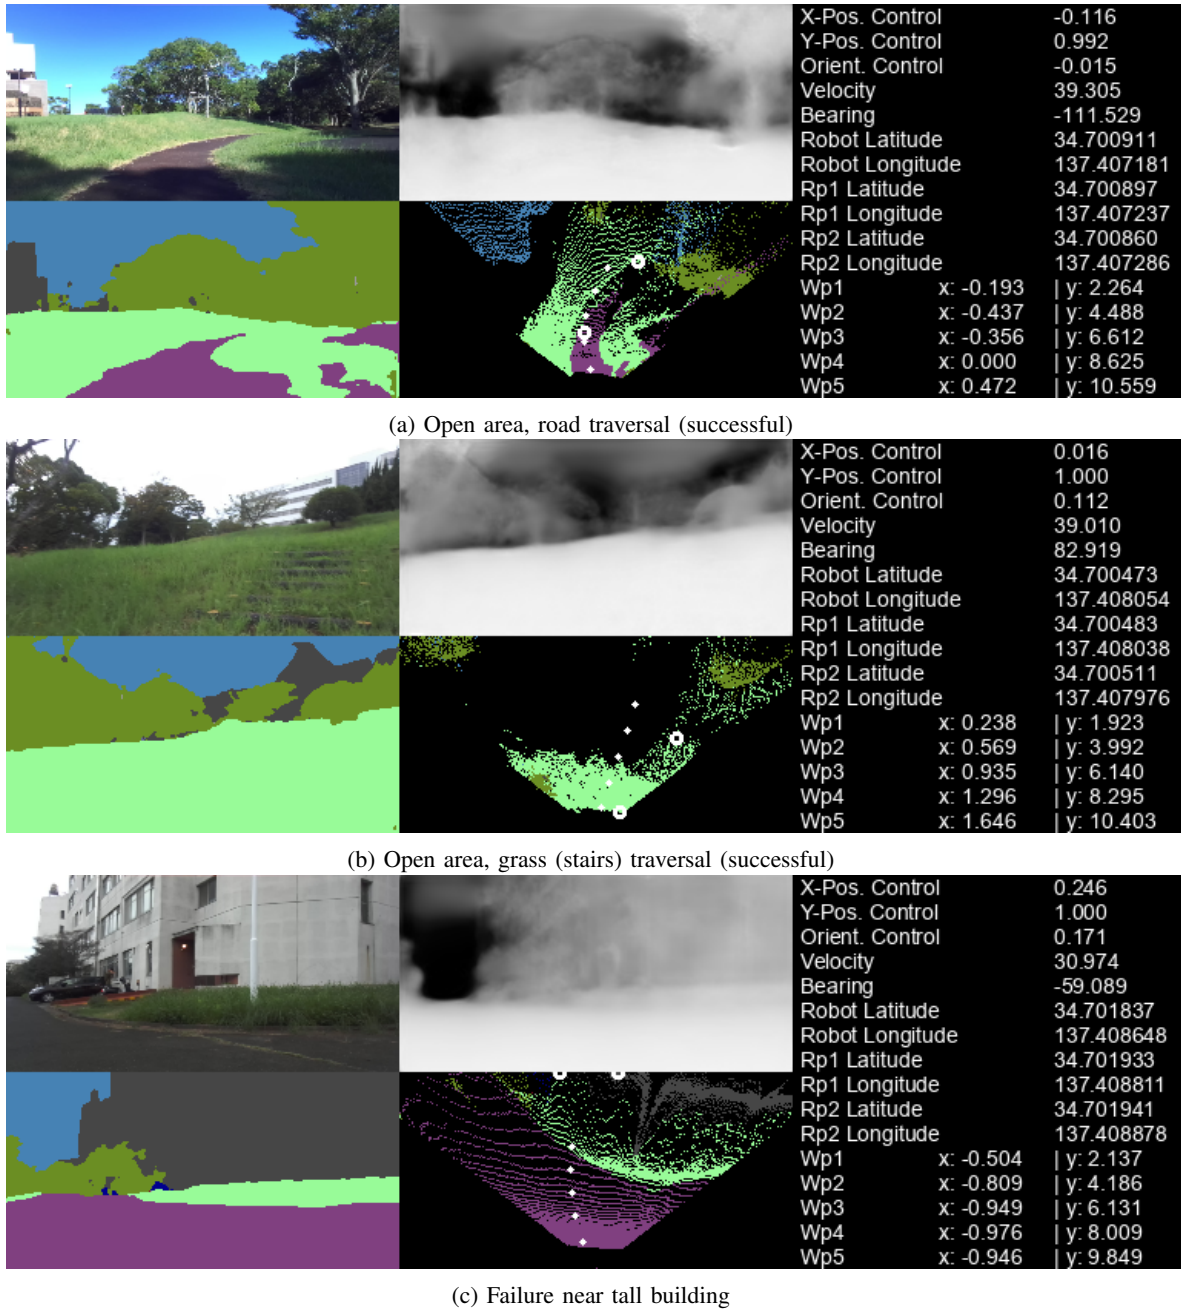 X-Pos. Control -0.116
Y-Pos. Control 0.992
Orient. Control -0.015
Velocity 39.305
Bearing -111.529
Robot Latitude 34.700911
Robot Longitude 137.407181
Rp1 Latitude 34.700897
Rp1 Longitude 137.407237
Rp2 Latitude 34.700860
Rp2 Longitude 137.407286
Wp1 x: -0.193 | y: 2.264
Wp2 x: -0.437 | y: 4.488
Wp3 x: -0.356 | y: 6.612
Wp4 x: 0.000 | y: 8.625
Wp5 x: 0.472 | y: 10.559
(a) Open area, road traversal (successful)
X-Pos. Control 0.016
Y-Pos. Control 1.000
Orient. Control 0.112
Velocity 39.010
Bearing 82.919
Robot Latitude 34.700473
Robot Longitude 137.408054
Rp1 Latitude 34.700483
Rp1 Longitude 137.408038
Rp2 Latitude 34.700511
Rp2 Longitude 137.407976
Wp1 x: 0.238 | y: 1.923
Wp2 x: 0.569 | y: 3.992
Wp3 x: 0.935 | y: 6.140
Wp4 x: 1.296 | y: 8.295
Wp5 x: 1.646 | y: 10.403
(b) Open area, grass (stairs) traversal (successful)
X-Pos. Control 0.246
Y-Pos. Control 1.000
Orient. Control 0.171
Velocity 30.974
Bearing -59.089
Robot Latitude 34.701837
Robot Longitude 137.408648
Rp1 Latitude 34.701933
Rp1 Longitude 137.408811
Rp2 Latitude 34.701941
Rp2 Longitude 137.408878
Wp1 x: -0.504 | y: 2.137
Wp2 x: -0.809 | y: 4.186
Wp3 x: -0.949 | y: 6.131
Wp4 x: -0.976 | y: 8.009
Wp5 x: -0.946 | y: 9.849
(c) Failure near tall building